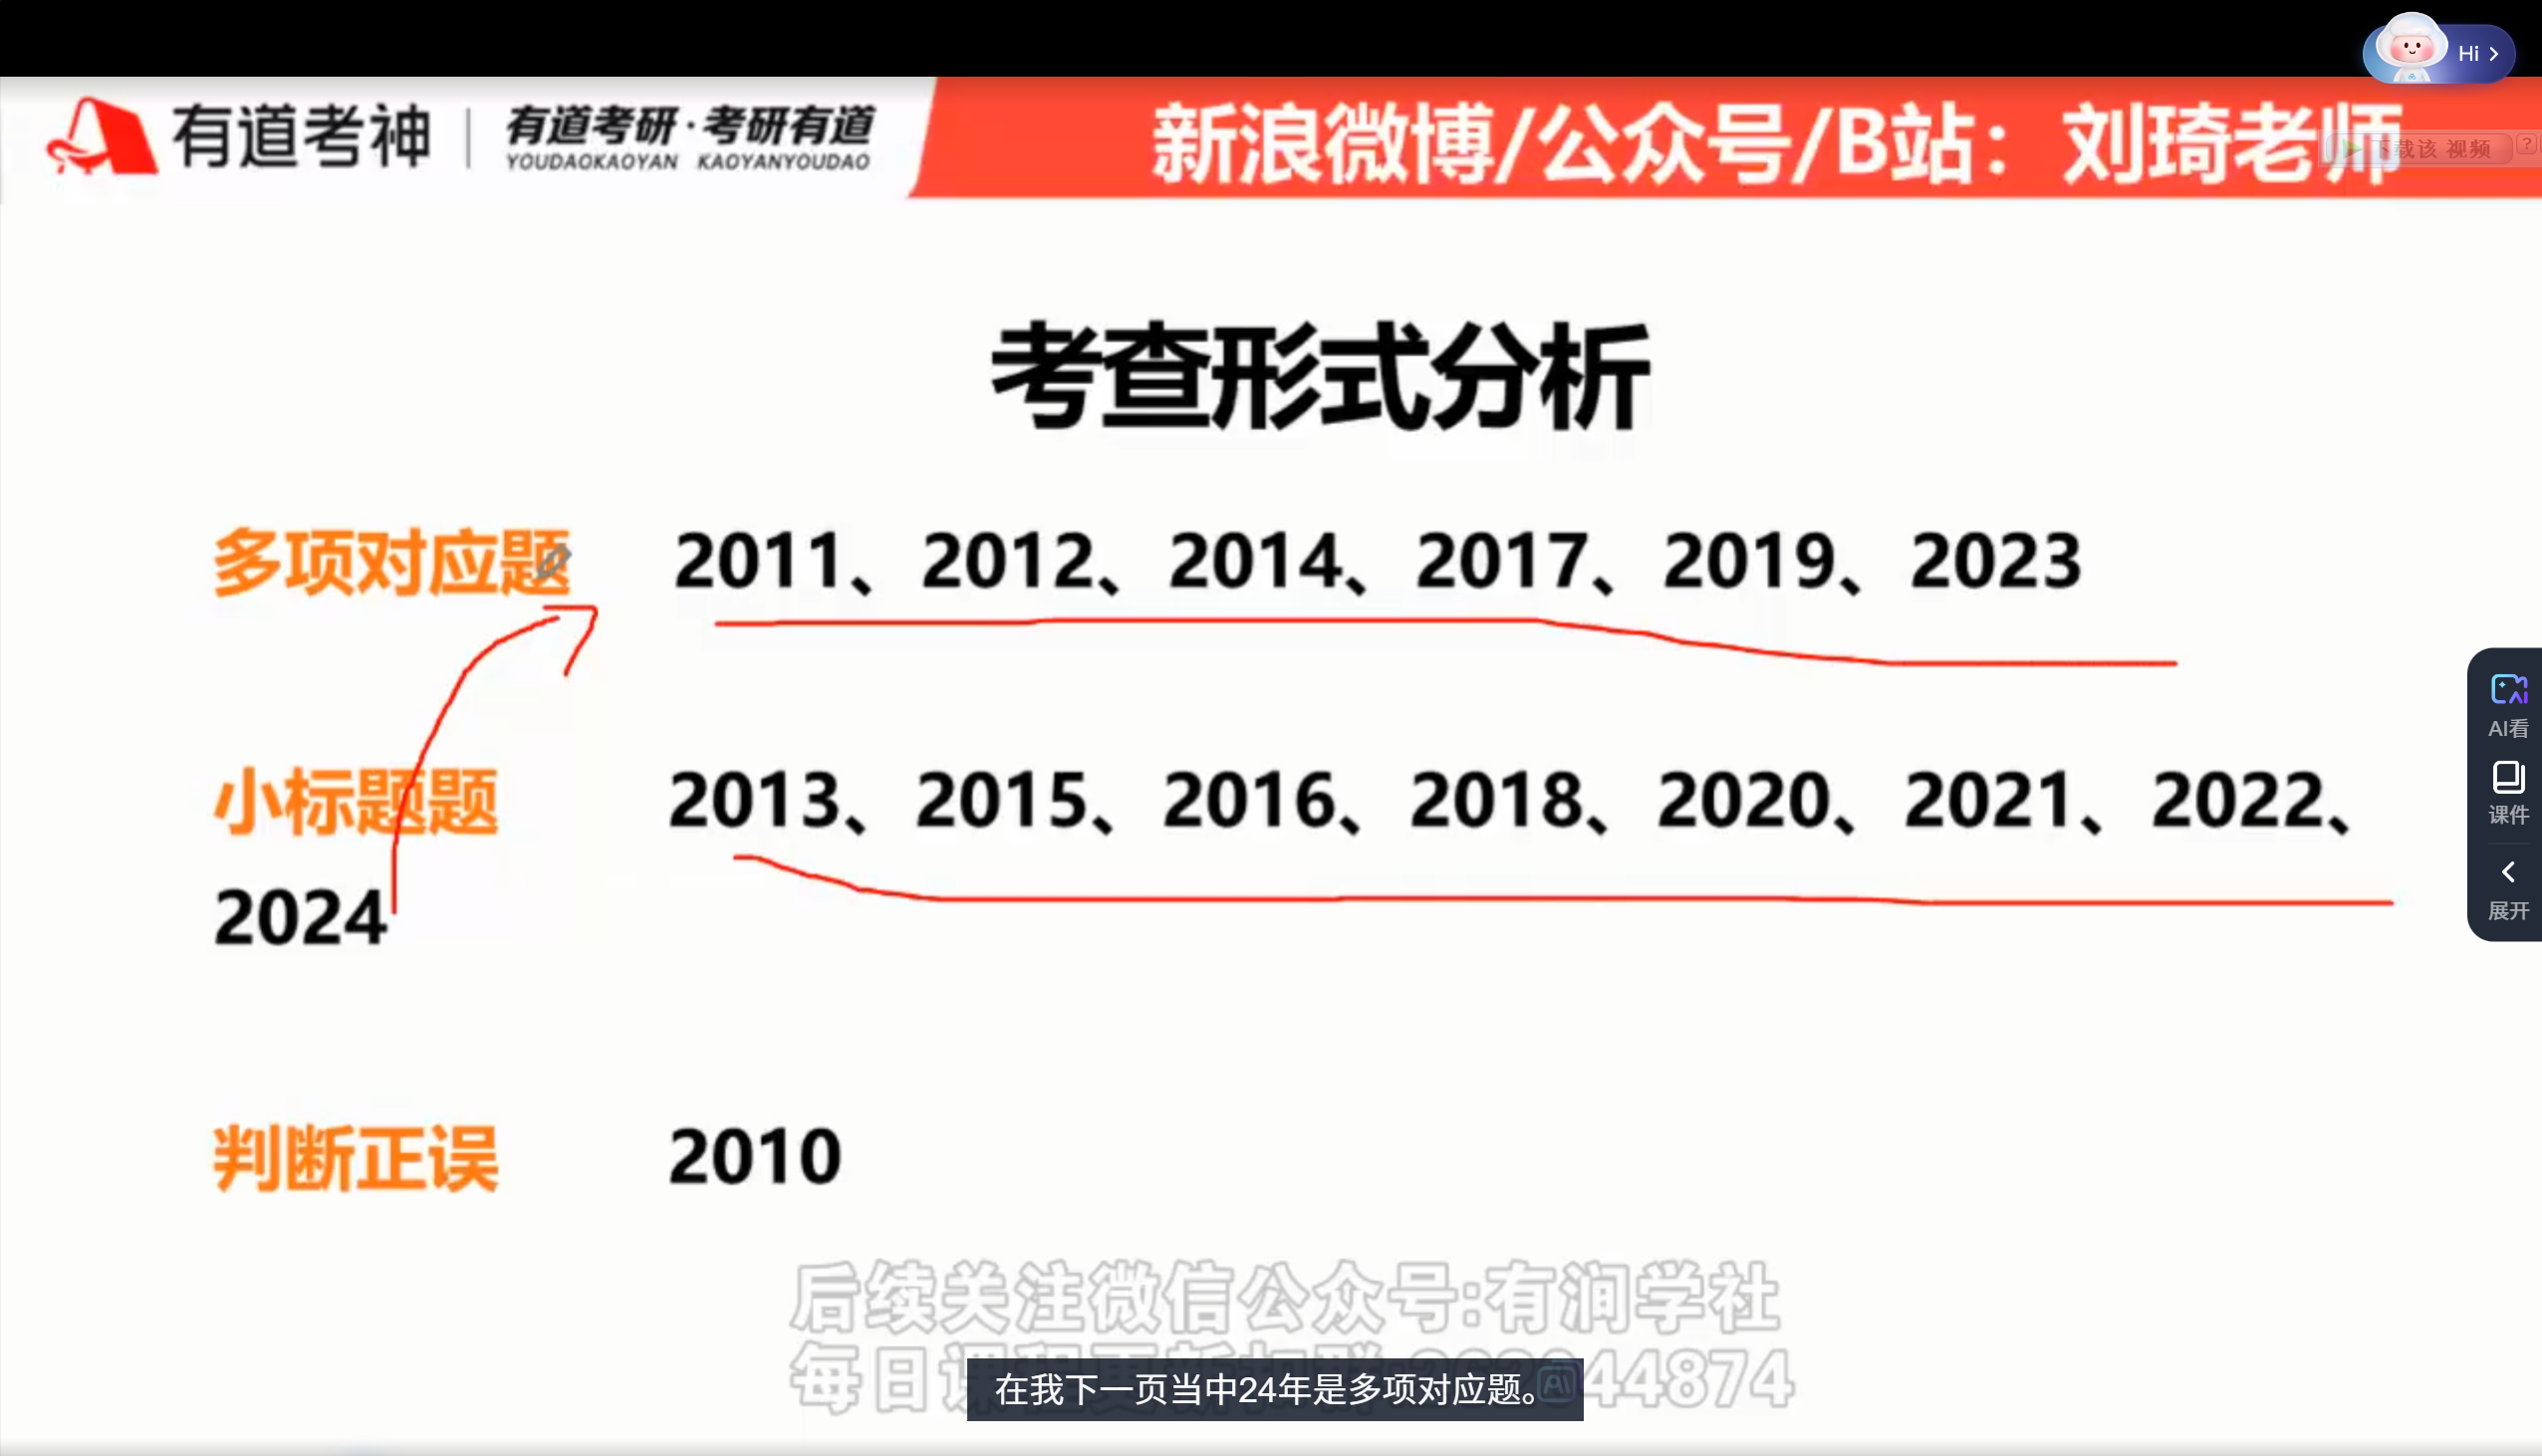 Hi >
有道考神 | 有道考研·考研有道
YOUDAOKAOYAN KAOYANYOUDAO
新浪微博/公众号/B站：刘琦老师
下载该 视频 ?
考查形式分析
多项对应题 2011、2012、2014、2017、2019、2023
小标题题 2013、2015、2016、2018、2020、2021、2022、
2024
判断正误 2010
AI看
课件
展开
后续关注微信公众号:有涧学社
每日 44874
在我下一页当中24年是多项对应题。